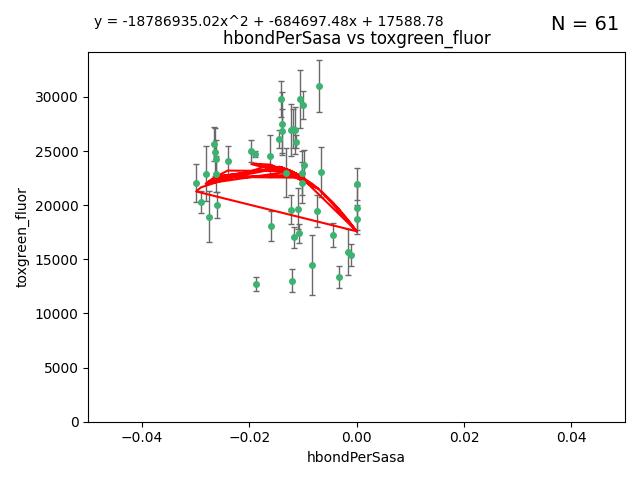 y = -18786935.02x^2 + -684697.48x + 17588.78
N = 61
hbondPerSasa vs toxgreen_fluor
toxgreen_fluor
30000
25000
20000
15000
10000
5000
0
−0.04
−0.02
0.00
0.02
0.04
hbondPerSasa